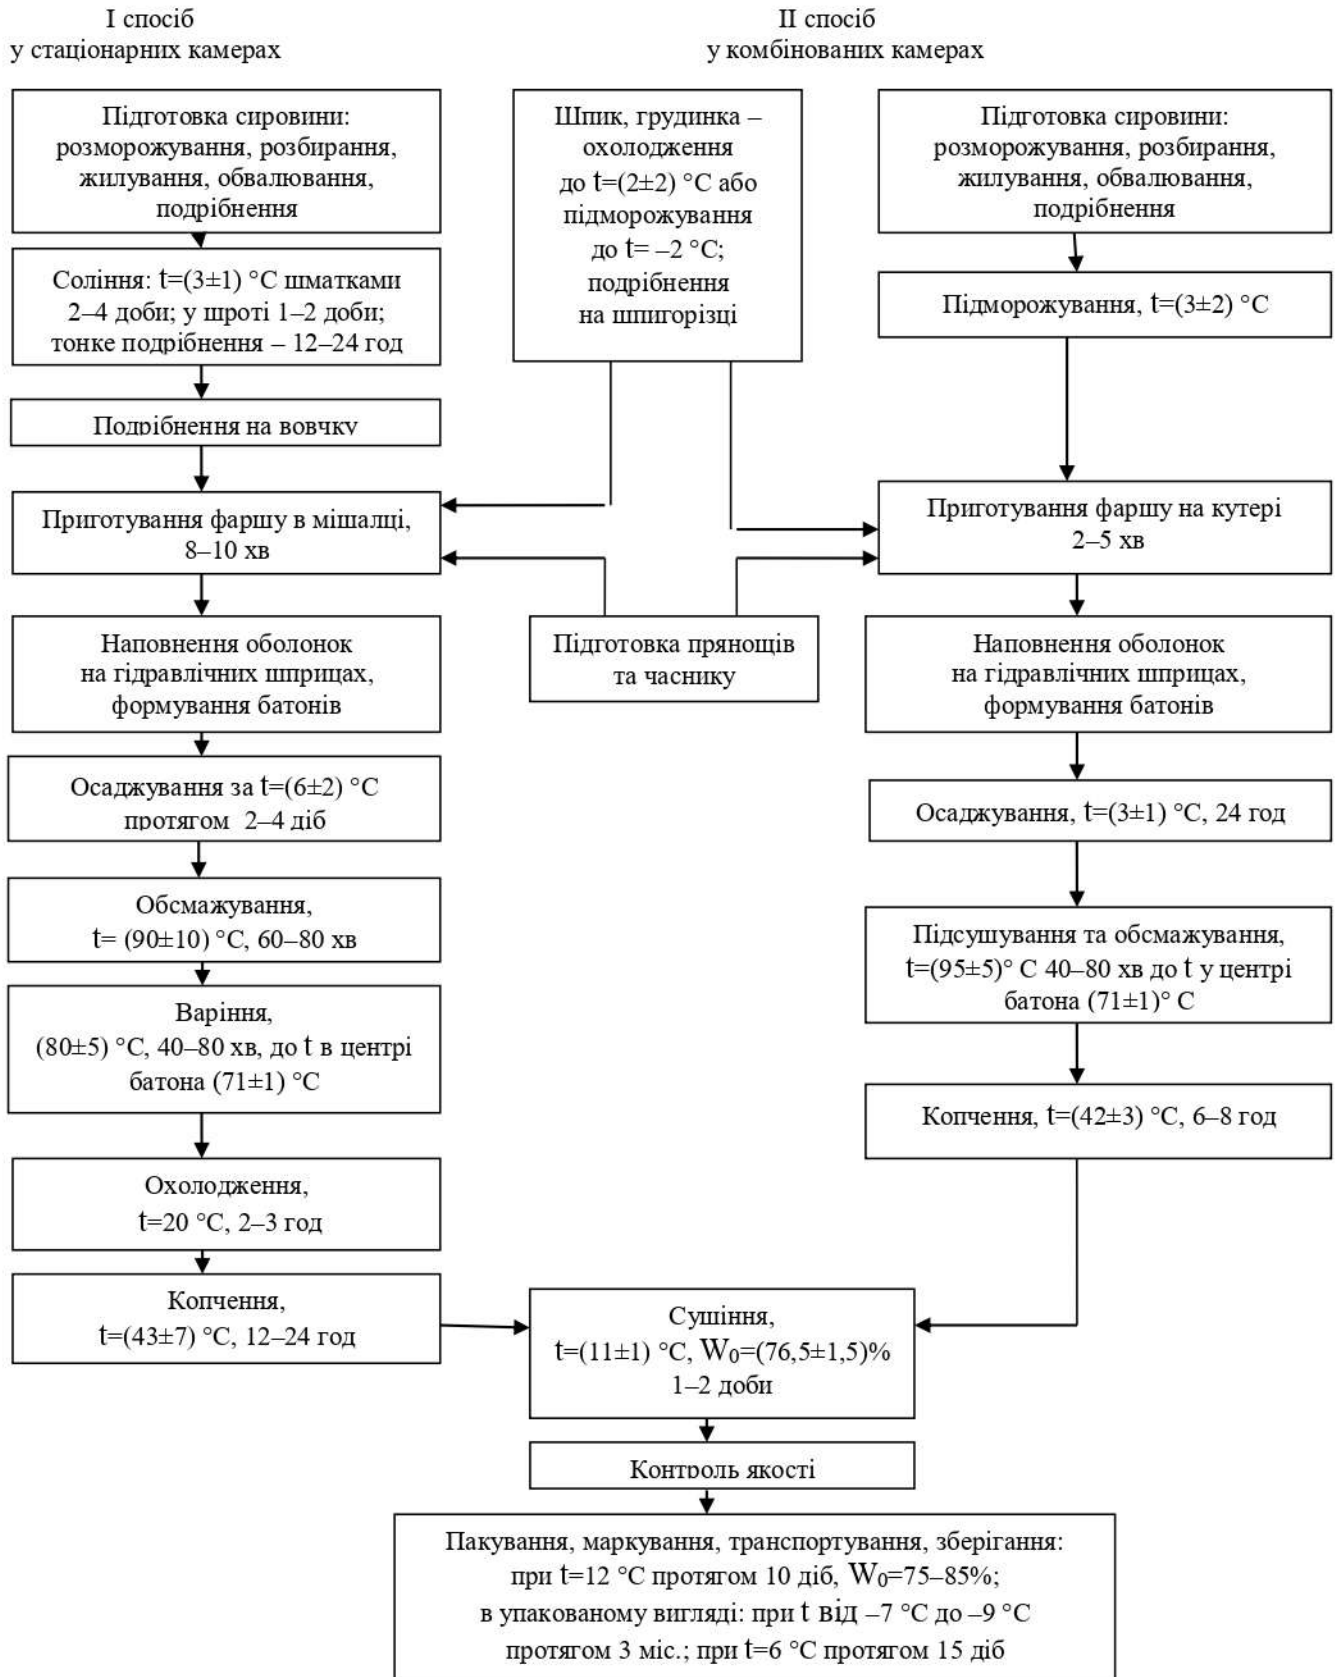 І спосіб
у стаціонарних камерах
ІІ спосіб
у комбінованих камерах
Підготовка сировини:
розморожування, розбирання,
жилування, обвалювання,
подрібнення
Соління: t=(3±1) °С шматками
2–4 доби; у шроті 1–2 доби;
тонке подрібнення – 12–24 год
Подрібнення на вовчку
Приготування фаршу в мішалці,
8–10 хв
Наповнення оболонок
на гідравлічних шприцах,
формування батонів
Осаджування за t=(6±2) °С
протягом 2–4 діб
Обсмажування,
t= (90±10) °С, 60–80 хв
Варіння,
(80±5) °С, 40–80 хв, до t в центрі
батона (71±1) °С
Охолодження,
t=20 °С, 2–3 год
Копчення,
t=(43±7) °С, 12–24 год
Шпик, грудинка –
охолодження
до t=(2±2) °С або
підморожування
до t= –2 °С;
подрібнення
на шпигорізці
Підготовка прянощів
та часнику
Підготовка сировини:
розморожування, розбирання,
жилування, обвалювання,
подрібнення
Підморожування, t=(3±2) °С
Приготування фаршу на кутері
2–5 хв
Наповнення оболонок
на гідравлічних шприцах,
формування батонів
Осаджування, t=(3±1) °С, 24 год
Підсушування та обсмажування,
t=(95±5)° С 40–80 хв до t у центрі
батона (71±1)° С
Копчення, t=(42±3) °С, 6–8 год
Сушіння,
t=(11±1) °С, W₀=(76,5±1,5)%
1–2 доби
Контроль якості
Пакування, маркування, транспортування, зберігання:
при t=12 °С протягом 10 діб, W₀=75–85%;
в упакованому вигляді: при t від –7 °С до –9 °С
протягом 3 міс.; при t=6 °С протягом 15 діб